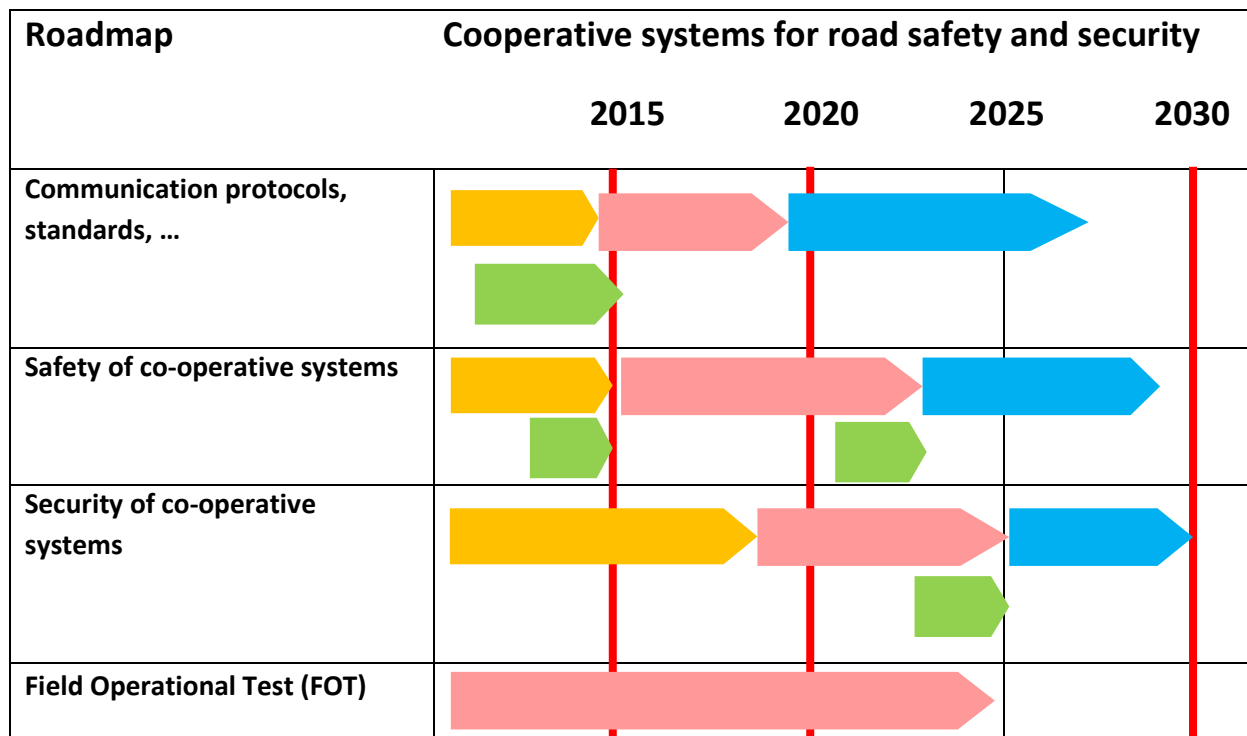 Roadmap Cooperative systems for road safety and security
2015 2020 2025 2030
Communication protocols,
standards, …
Safety of co-operative systems
Security of co-operative
systems
Field Operational Test (FOT)